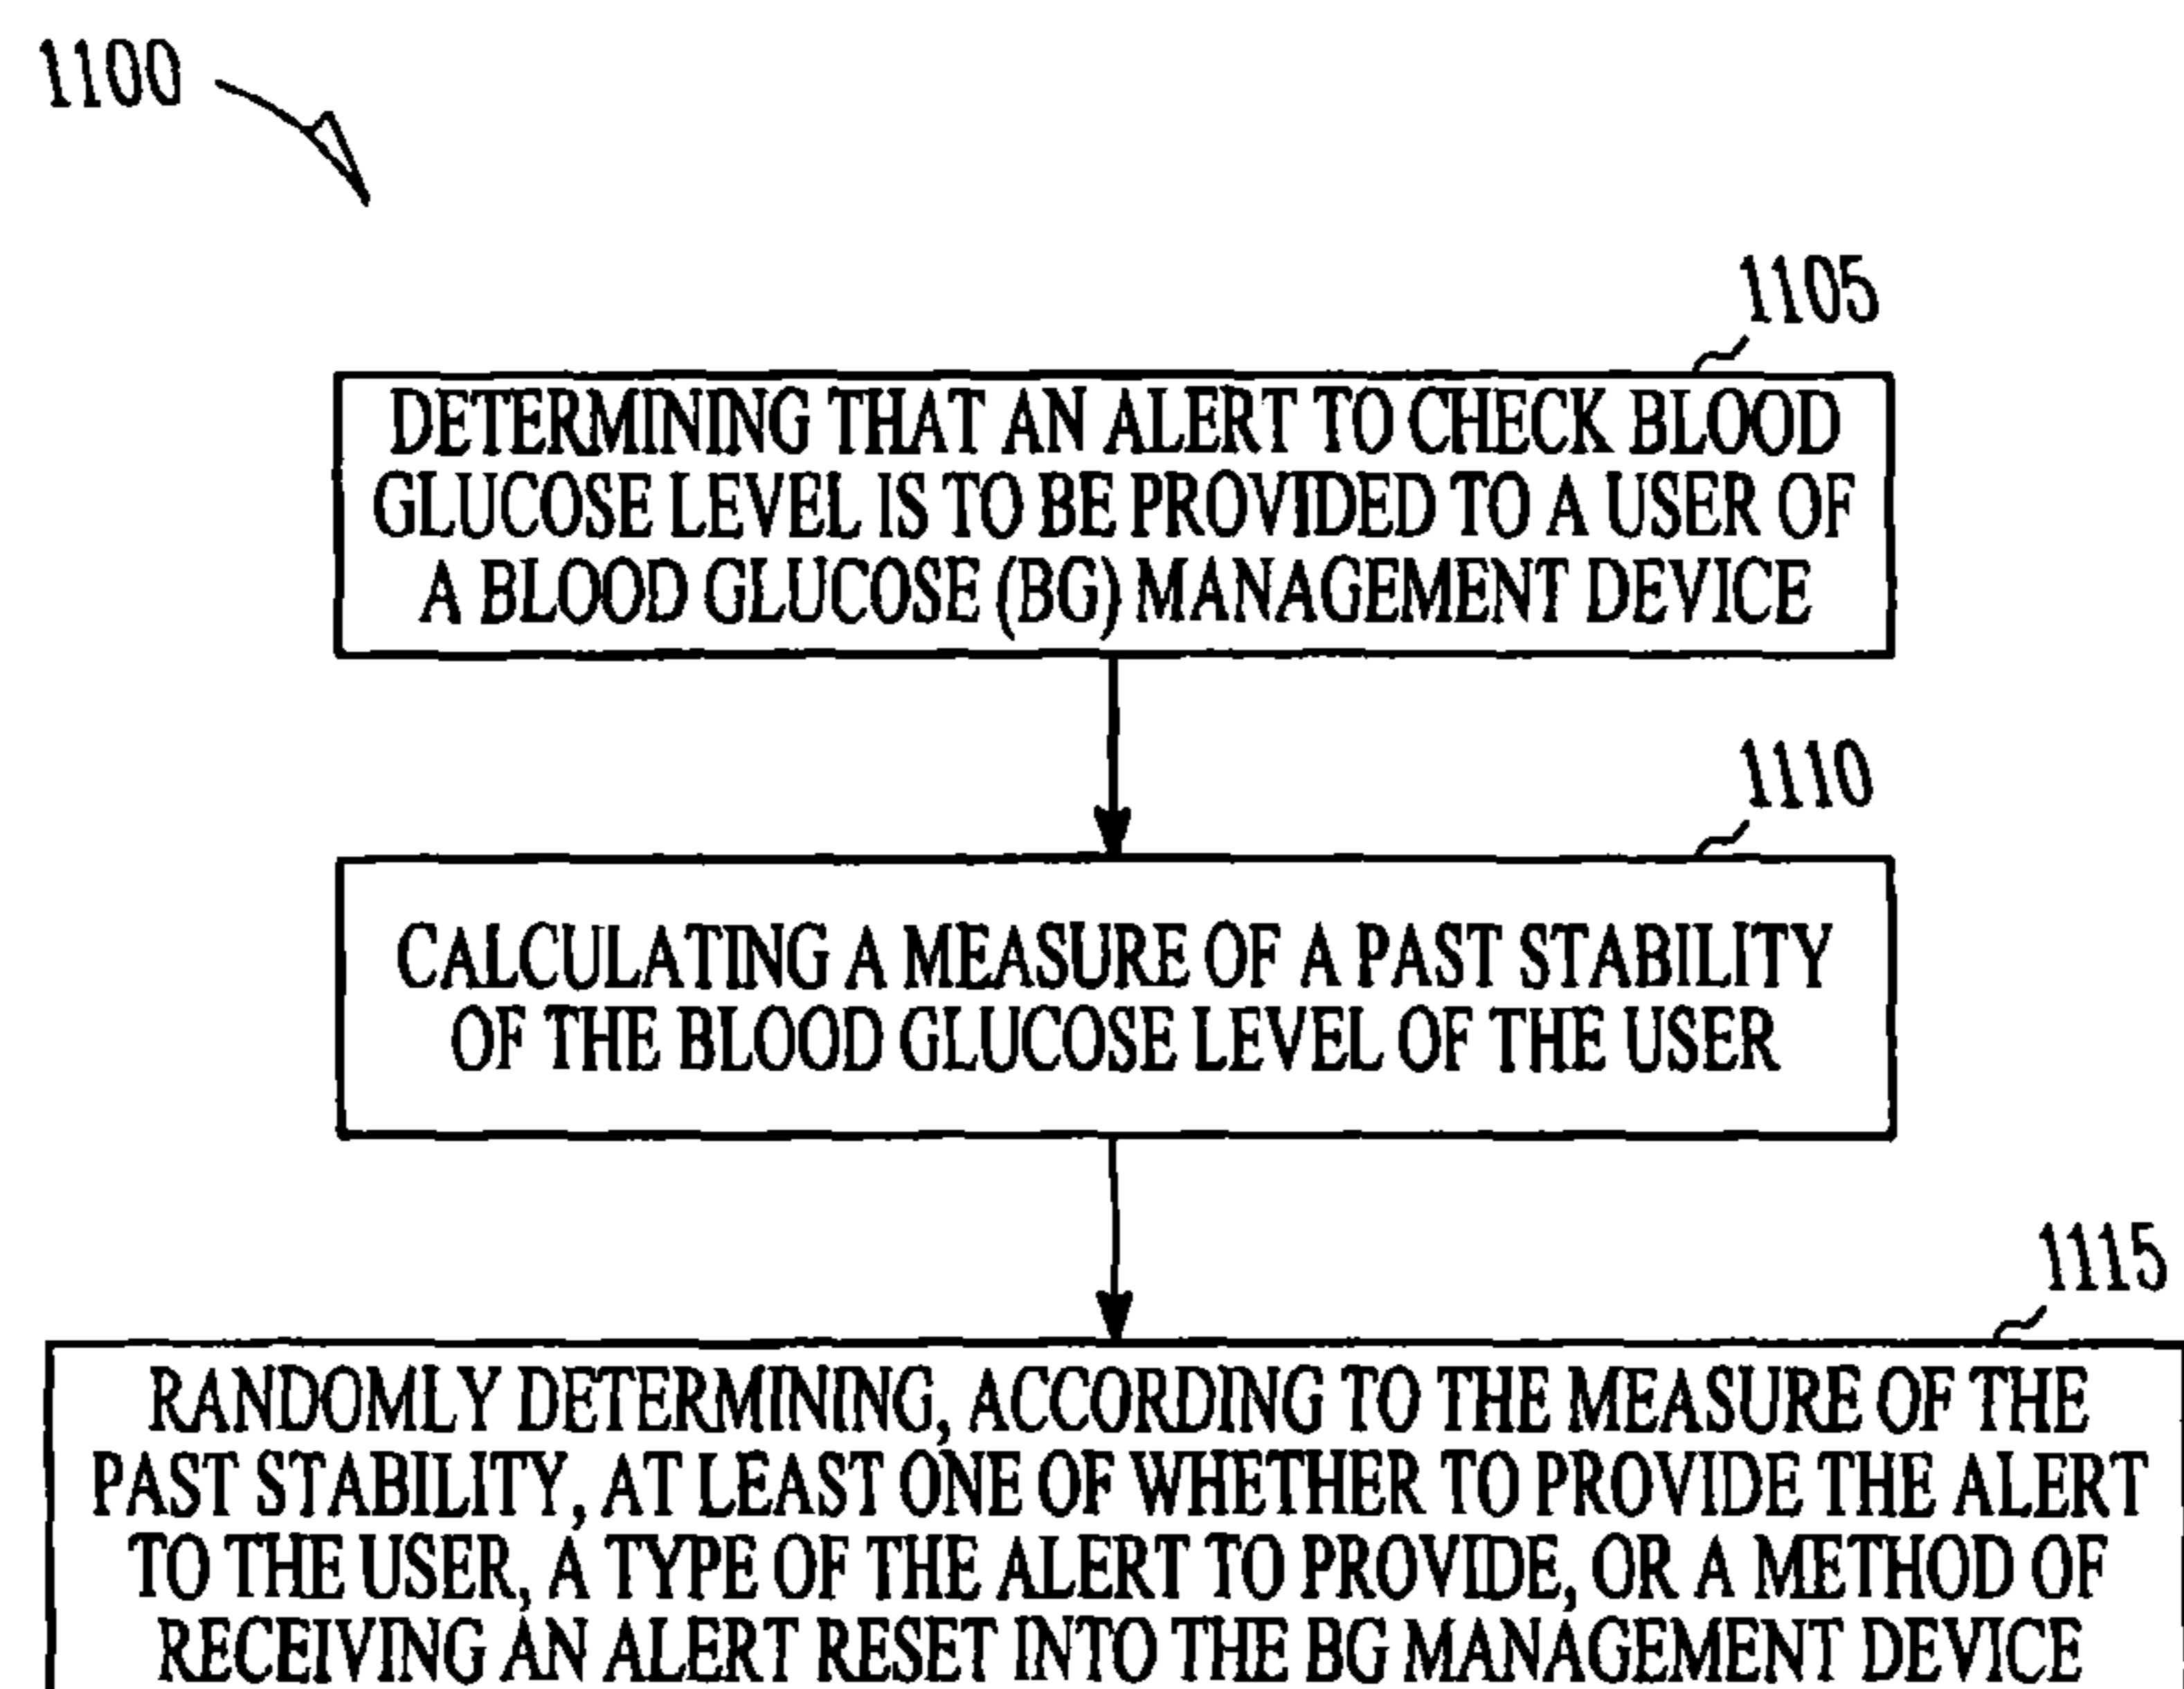 1100
1105
DETERMINING THAT AN ALERT TO CHECK BLOOD
GLUCOSE LEVEL IS TO BE PROVIDED TO A USER OF
A BLOOD GLUCOSE (BG) MANAGEMENT DEVICE
1110
CALCULATING A MEASURE OF A PAST STABILITY
OF THE BLOOD GLUCOSE LEVEL OF THE USER
1115
RANDOMLY DETERMINING, ACCORDING TO THE MEASURE OF THE
PAST STABILITY, AT LEAST ONE OF WHETHER TO PROVIDE THE ALERT
TO THE USER, A TYPE OF THE ALERT TO PROVIDE, OR A METHOD OF
RECEIVING AN ALERT RESET INTO THE BG MANAGEMENT DEVICE